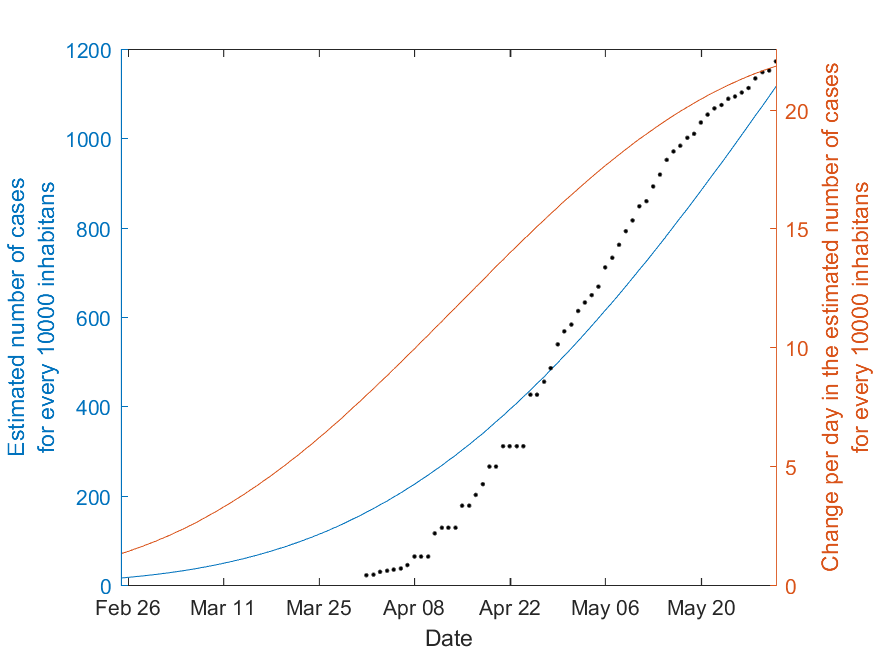 1200
1000
800
600
400
200
0
Estimated number of cases
for every 10000 inhabitans
20
15
10
5
0
Change per day in the estimated number of cases
for every 10000 inhabitans
Feb 26 Mar 11 Mar 25 Apr 08 Apr 22 May 06 May 20
Date